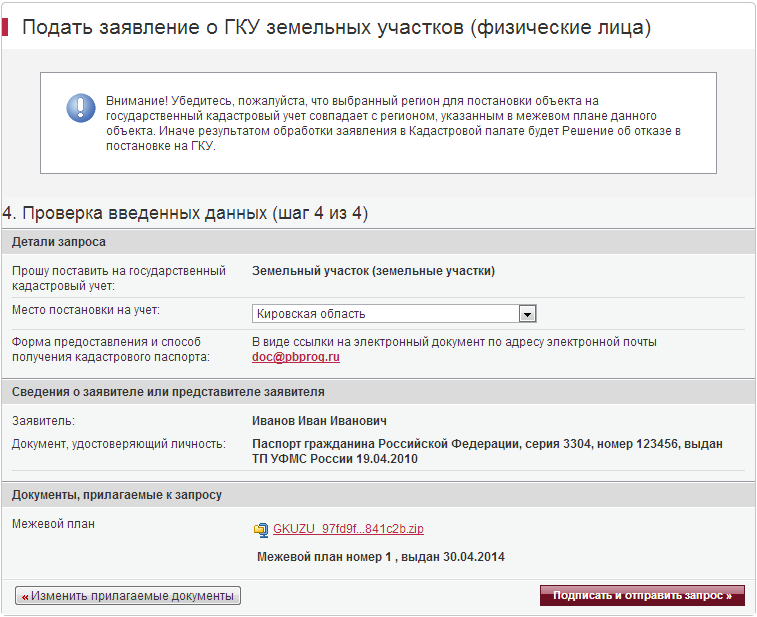 Подать заявление о ГКУ земельных участков (физические лица)
Внимание! Убедитесь, пожалуйста, что выбранный регион для постановки объекта на
государственный кадастровый учет совпадает с регионом, указанным в межевом плане данного
объекта. Иначе результатом обработки заявления в Кадастровой палате будет Решение об отказе в
постановке на ГКУ.
4. Проверка введенных данных (шаг 4 из 4)
Детали запроса
Прошу поставить на государственный
кадастровый учет:
Земельный участок (земельные участки)
Место постановки на учет:
Кировская область
Форма предоставления и способ
получения кадастрового паспорта:
В виде ссылки на электронный документ по адресу электронной почты
doc@pbprog.ru
Сведения о заявителе или представителе заявителя
Заявитель:
Иванов Иван Иванович
Документ, удостоверяющий личность:
Паспорт гражданина Российской Федерации, серия 3304, номер 123456, выдан
ТП УФМС России 19.04.2010
Документы, прилагаемые к запросу
Межевой план
GKUZU_97fd9f...841c2b.zip
Межевой план номер 1 , выдан 30.04.2014
« Изменить прилагаемые документы
Подписать и отправить запрос »